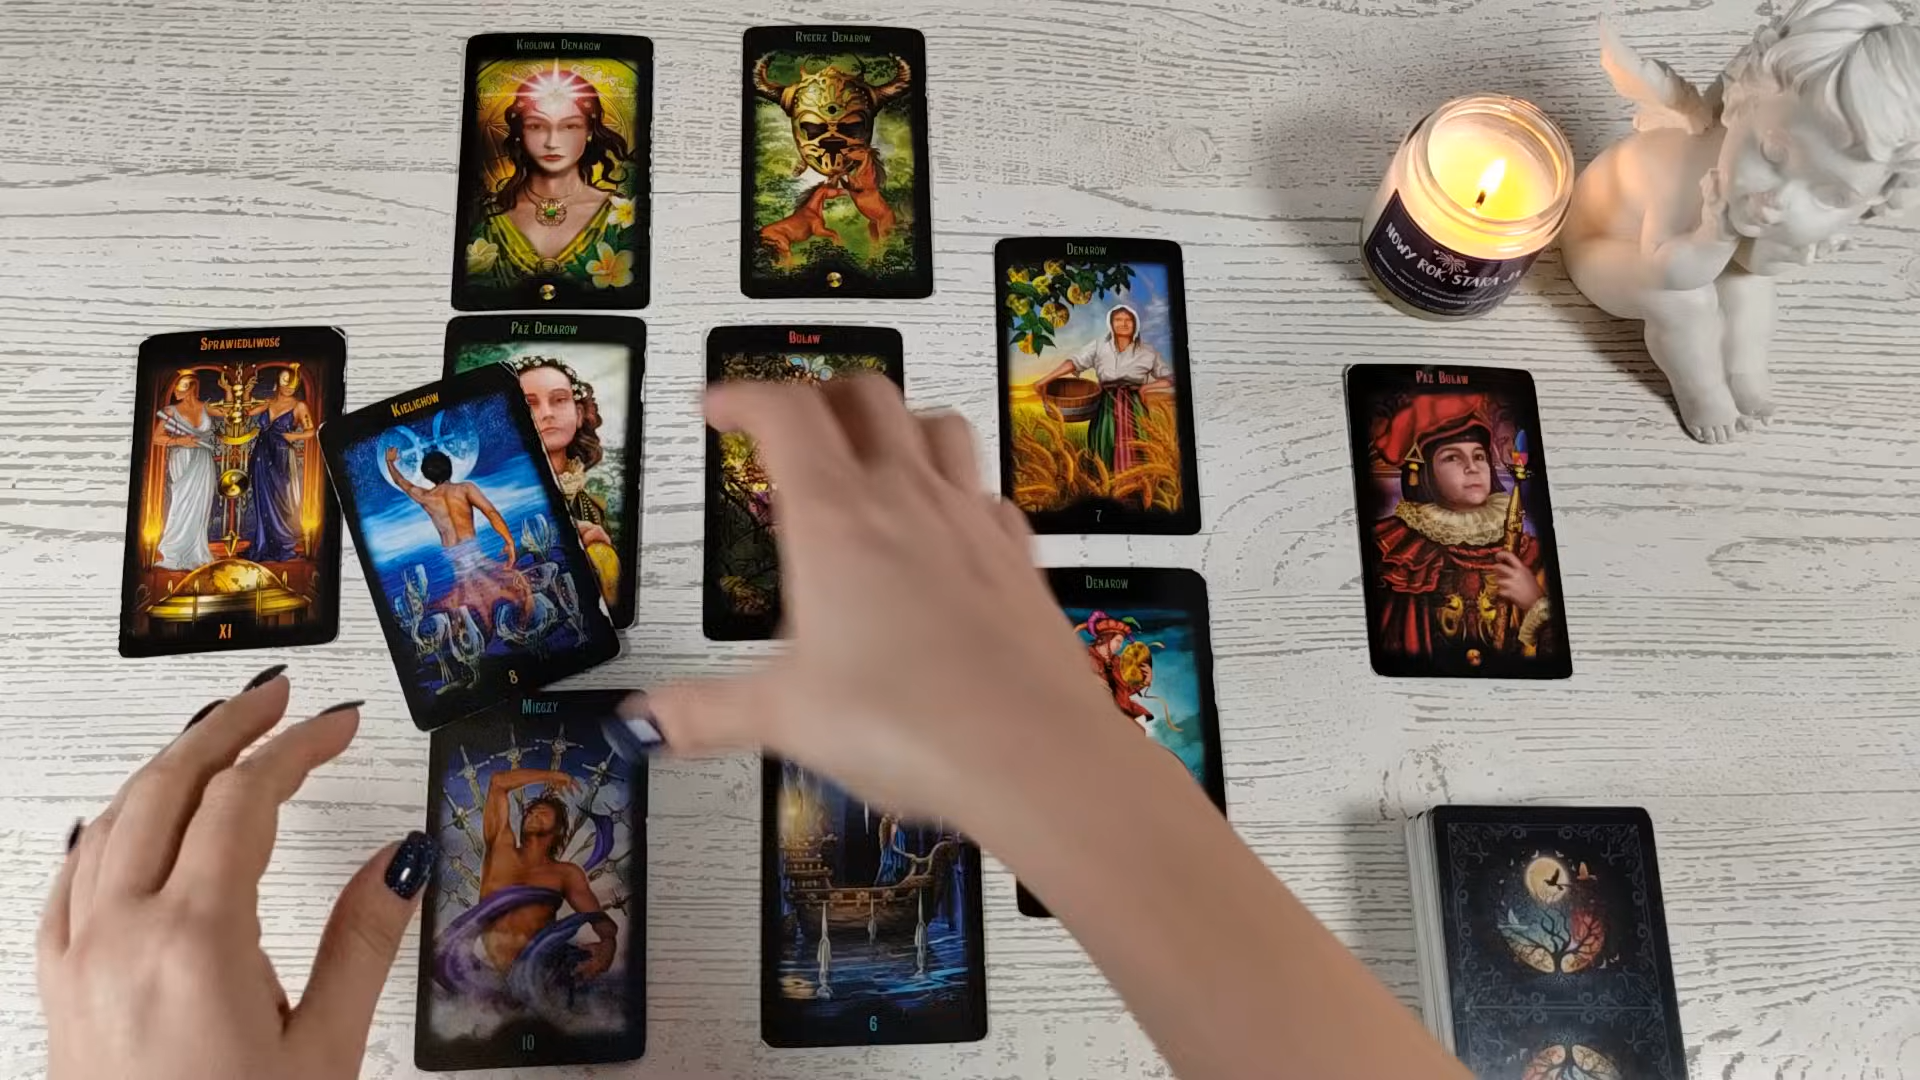 Królowa Denarów
Rycerz Denarów
Denarów
7
Sprawiedliwość
XI
Paź Denarów
Kielichów
8
Buław
Paź Buław
Denarów
Mieczy
10
6
NOWY ROK, STARA JA